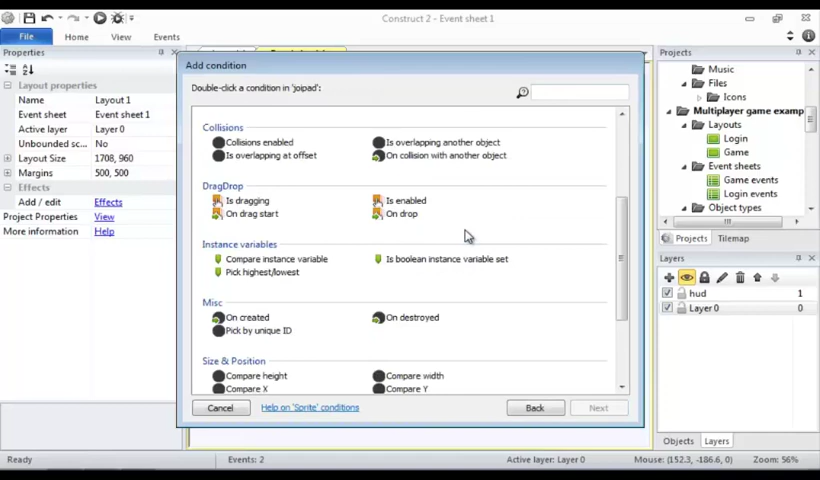 Construct 2 - Event sheet 1
File
Home
View
Events
Properties
Layout properties
Name Layout 1
Event sheet Event sheet 1
Active layer Layer 0
Unbounded sc... No
Layout Size 1708, 960
Margins 500, 500
Effects
Add / edit Effects
Project Properties View
More information Help
Add condition
Double-click a condition in 'joipad':
Collisions
Collisions enabled
Is overlapping another object
Is overlapping at offset
On collision with another object
DragDrop
Is dragging
Is enabled
On drag start
On drop
Instance variables
Compare instance variable
Is boolean instance variable set
Pick highest/lowest
Misc
On created
On destroyed
Pick by unique ID
Size & Position
Compare height
Compare width
Compare X
Compare Y
Cancel
Help on 'Sprite' conditions
Back
Next
Projects
Music
Files
Icons
Multiplayer game examp
Layouts
Login
Game
Event sheets
Game events
Login events
Object types
Projects
Tilemap
Layers
hud 1
Layer 0 0
Objects
Layers
Ready
Events: 2
Active layer: Layer 0
Mouse: (152.3, -186.6, 0)
Zoom: 56%